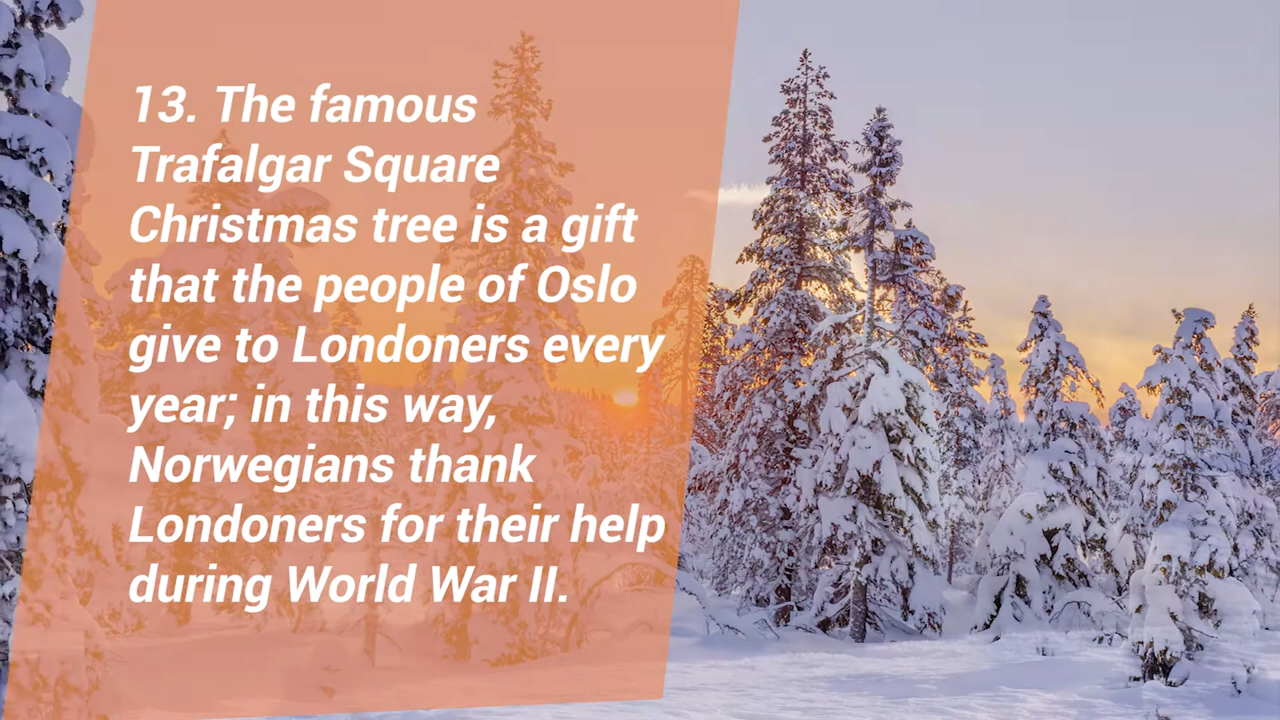 13. The famous
Trafalgar Square
Christmas tree is a gift
that the people of Oslo
give to Londoners every
year; in this way,
Norwegians thank
Londoners for their help
during World War II.